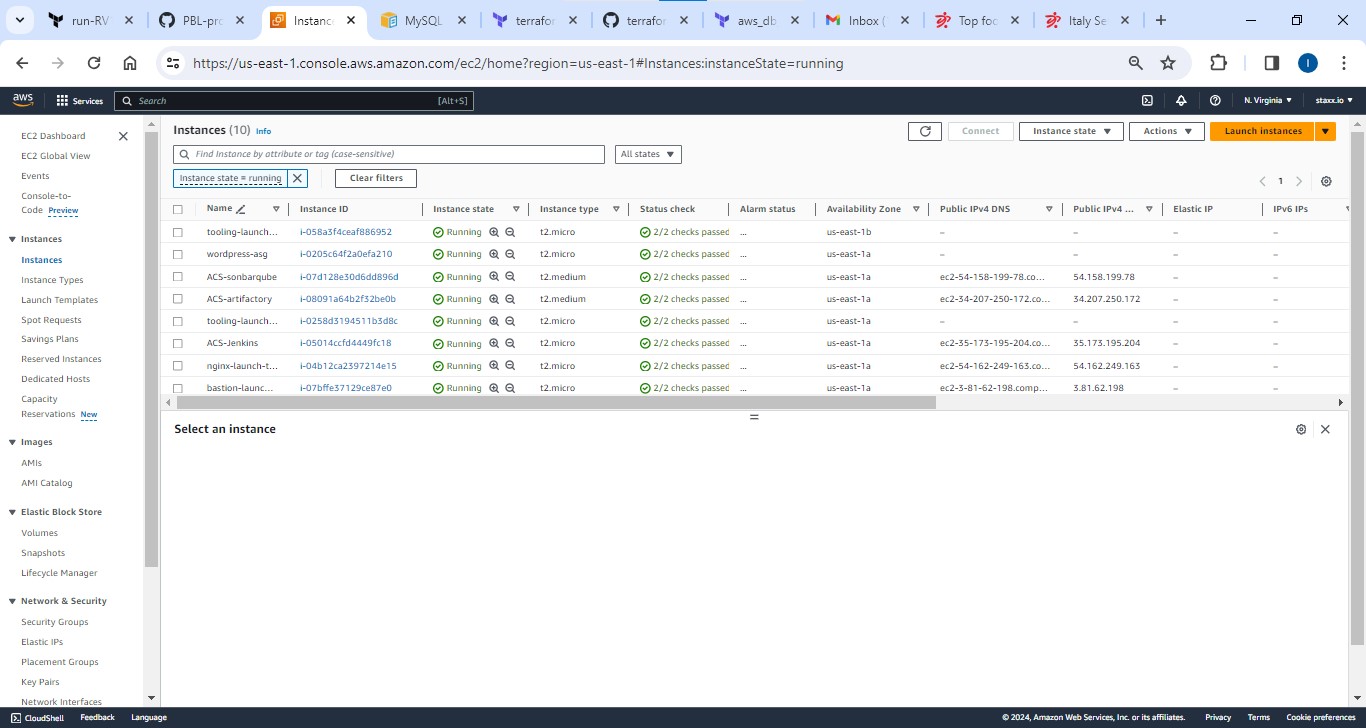 run-RV
PBL-pro
Instanc
MySQL
terrafor
terrafor
aws_db
Inbox (
Top foo
Italy Se
https://us-east-1.console.aws.amazon.com/ec2/home?region=us-east-1#Instances:instanceState=running
I
aws Services Search [Alt+S] N. Virginia staxx.io
EC2 Dashboard
EC2 Global View
Events
Console-to-
Code Preview
Instances
Instances
Instance Types
Launch Templates
Spot Requests
Savings Plans
Reserved Instances
Dedicated Hosts
Capacity
Reservations New
Images
AMIs
AMI Catalog
Elastic Block Store
Volumes
Snapshots
Lifecycle Manager
Network & Security
Security Groups
Elastic IPs
Placement Groups
Key Pairs
Network Interfaces
Instances (10) Info Connect Instance state Actions Launch instances
Find Instance by attribute or tag (case-sensitive) All states
Instance state = running Clear filters 1
Name Instance ID Instance state Instance type Status check Alarm status Availability Zone Public IPv4 DNS Public IPv4 ... Elastic IP IPv6 IPs
tooling-launch... i-058a3f4ceaf886952 Running t2.micro 2/2 checks passed ... us-east-1b – – – –
wordpress-asg i-0205c64f2a0efa210 Running t2.micro 2/2 checks passed ... us-east-1a – – – –
ACS-sonbarqube i-07d128e30d6dd896d Running t2.medium 2/2 checks passed ... us-east-1a ec2-54-158-199-78.co... 54.158.199.78 – –
ACS-artifactory i-08091a64b2f32be0b Running t2.medium 2/2 checks passed ... us-east-1a ec2-34-207-250-172.co... 34.207.250.172 – –
tooling-launch... i-0258d3194511b3d8c Running t2.micro 2/2 checks passed ... us-east-1a – – – –
ACS-Jenkins i-05014ccfd4449fc18 Running t2.micro 2/2 checks passed ... us-east-1a ec2-35-173-195-204.co... 35.173.195.204 – –
nginx-launch-t... i-04b12ca2397214e15 Running t2.micro 2/2 checks passed ... us-east-1a ec2-54-162-249-163.co... 54.162.249.163 – –
bastion-launc... i-07bffe37129ce87e0 Running t2.micro 2/2 checks passed ... us-east-1a ec2-3-81-62-198.comp... 3.81.62.198 – –
Select an instance
CloudShell Feedback Language © 2024, Amazon Web Services, Inc. or its affiliates. Privacy Terms Cookie preferences